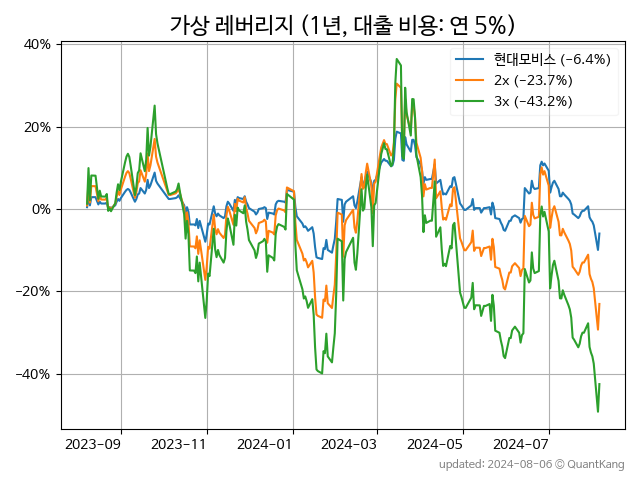 가상 레버리지 (1년, 대출 비용: 연 5%)
현대모비스 (−6.4%)
2x (−23.7%)
3x (−43.2%)
40%
20%
0%
−20%
−40%
2023-09 2023-11 2024-01 2024-03 2024-05 2024-07
updated: 2024-08-06 © QuantKang